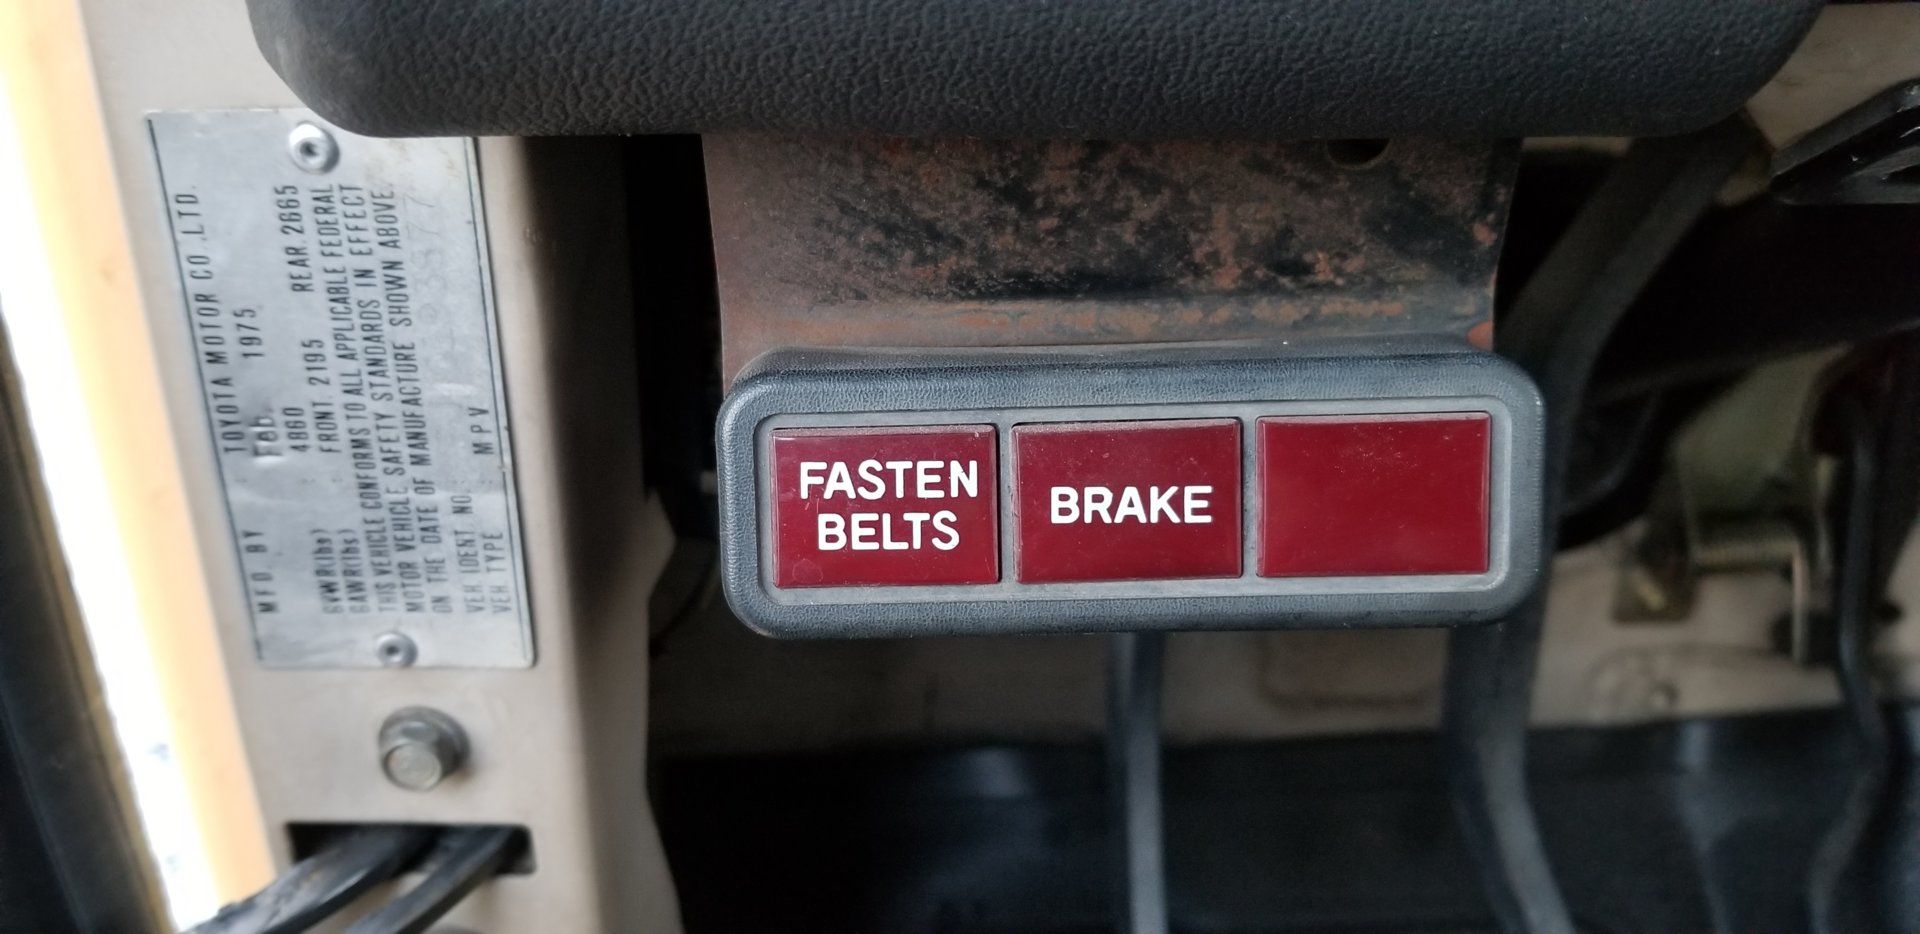 MFD. BY : TOYOTA MOTOR CO.,LTD.
Feb. 1975
GVWR(lbs) : 4860
GAWR(lbs) : FRONT. 2195 REAR. 2665
THIS VEHICLE CONFORMS TO ALL APPLICABLE FEDERAL
MOTOR VEHICLE SAFETY STANDARDS IN EFFECT
ON THE DATE OF MANUFACTURE SHOWN ABOVE.
VEH. IDENT. NO. :
VEH. TYPE : M P V
FASTEN
BELTS
BRAKE